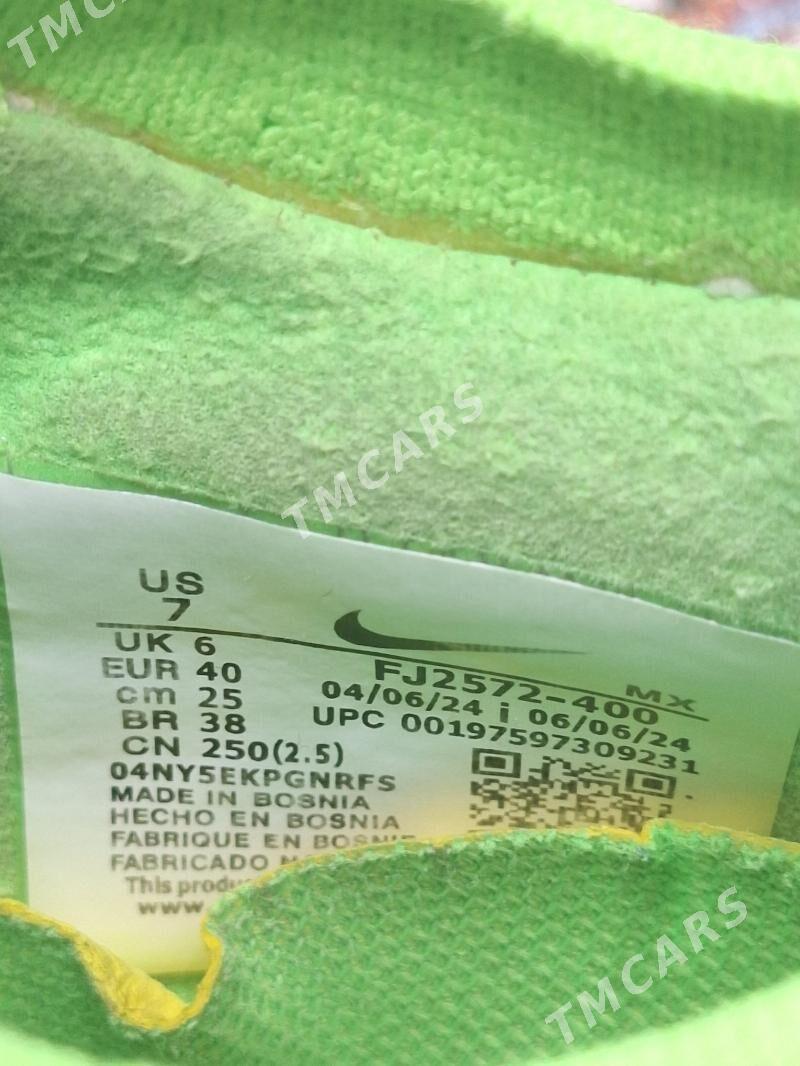 TMCARS
TMCARS
US
7
UK 6
EUR 40
cm 25
BR 38
CN 250(2.5)
04NY5EKPGNRFS
MADE IN BOSNIA
HECHO EN BOSNIA
FABRIQUE EN BOSNIE
FABRICADO
This
www
MX
FJ2572-400
04/06/24 i 06/06/24
UPC 00197597309231
TMCARS